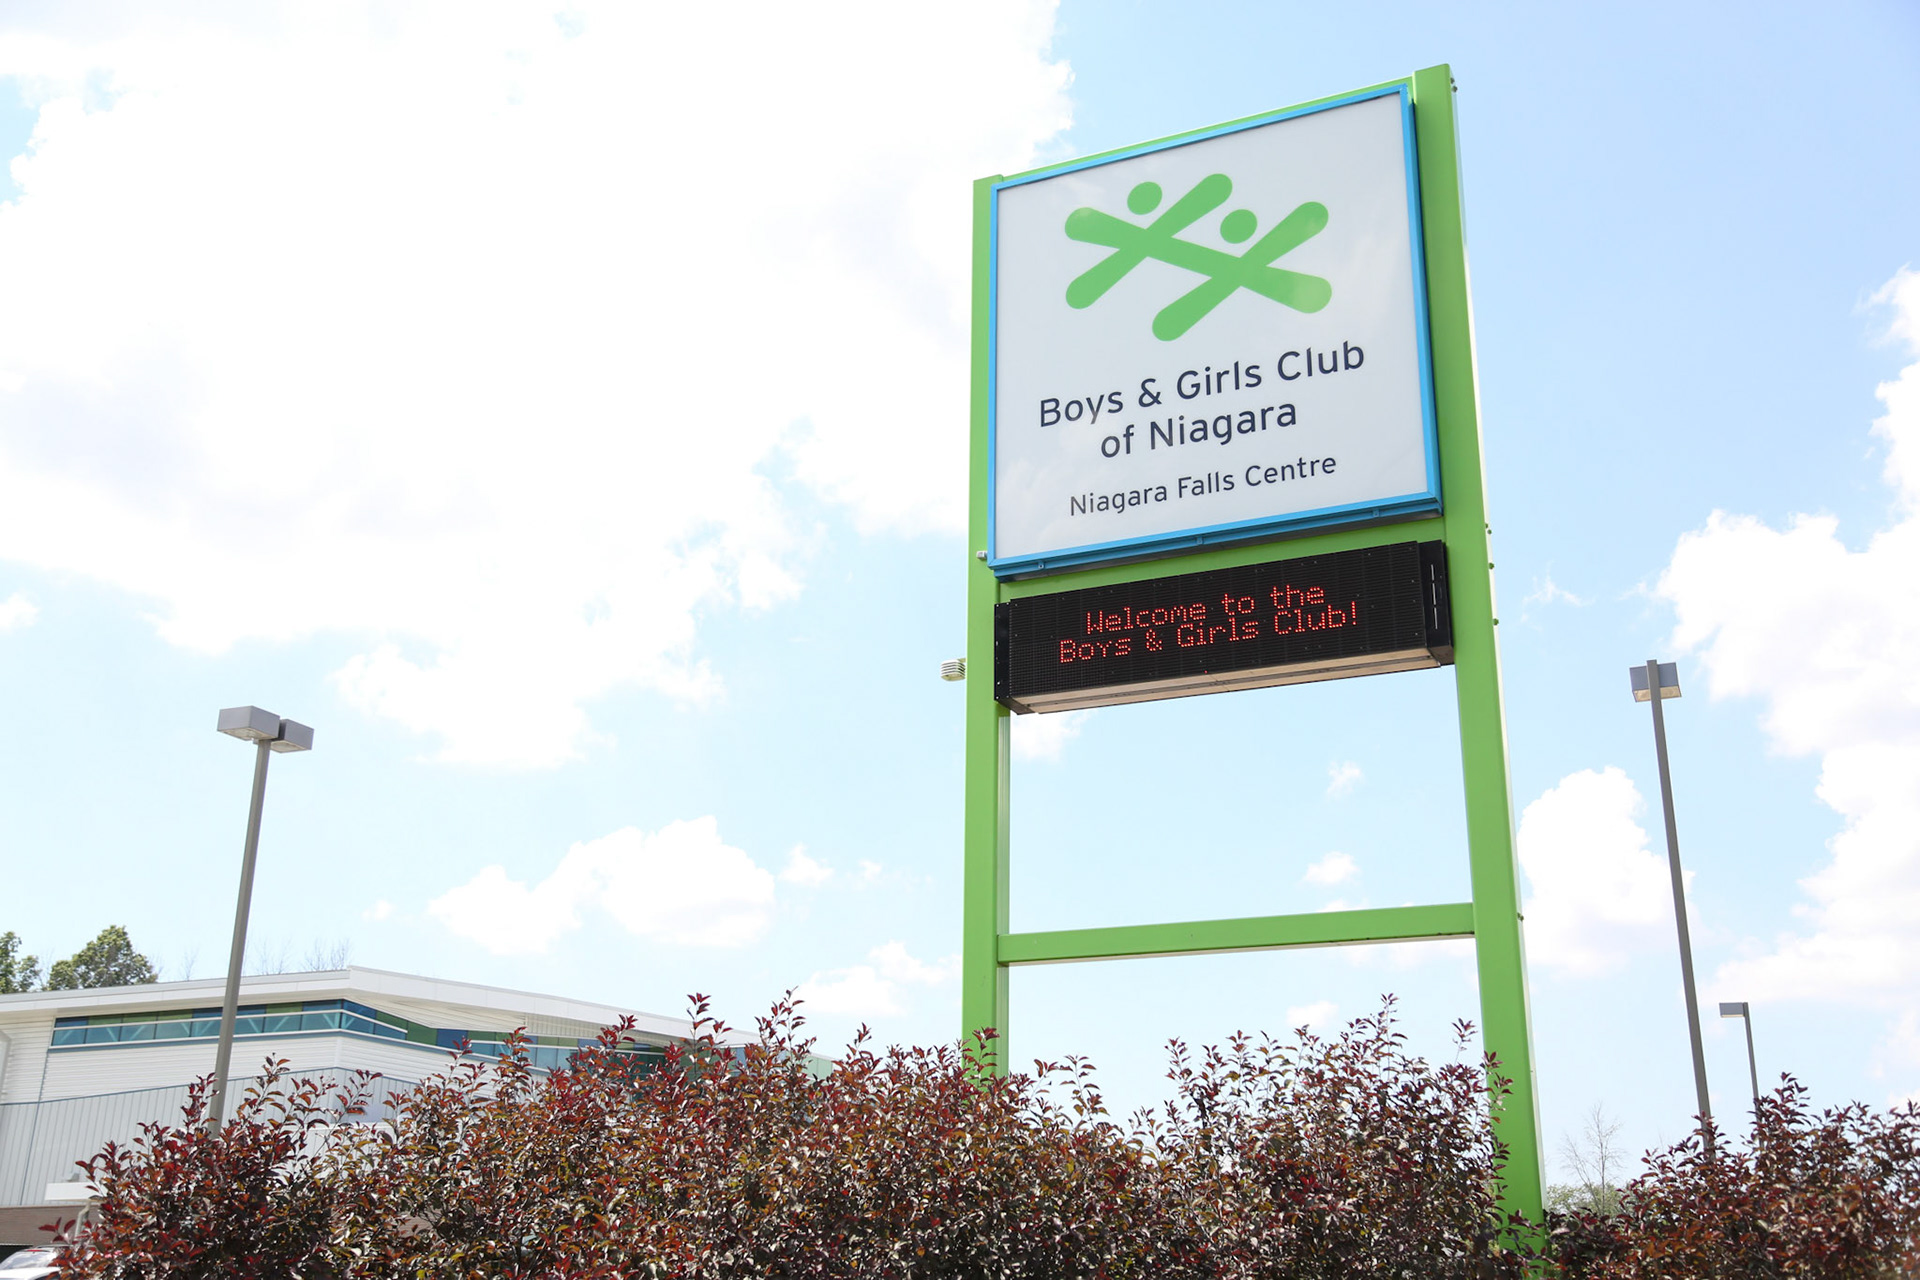 Boys & Girls Club
of Niagara
Niagara Falls Centre
Welcome to the
Boys & Girls Club!